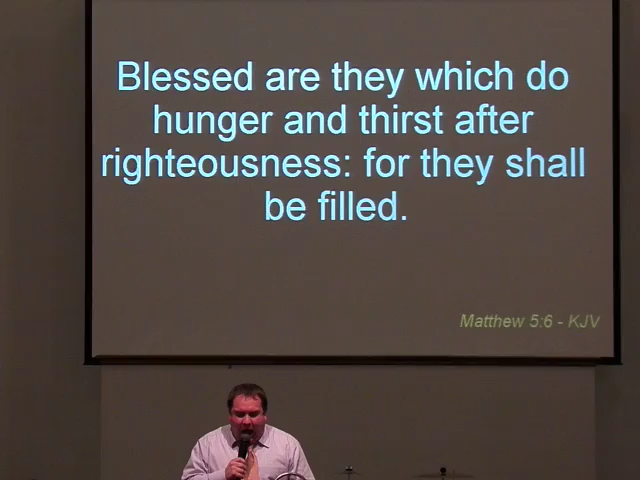 Blessed are they which do
hunger and thirst after
righteousness: for they shall
be filled.
Matthew 5:6 - KJV